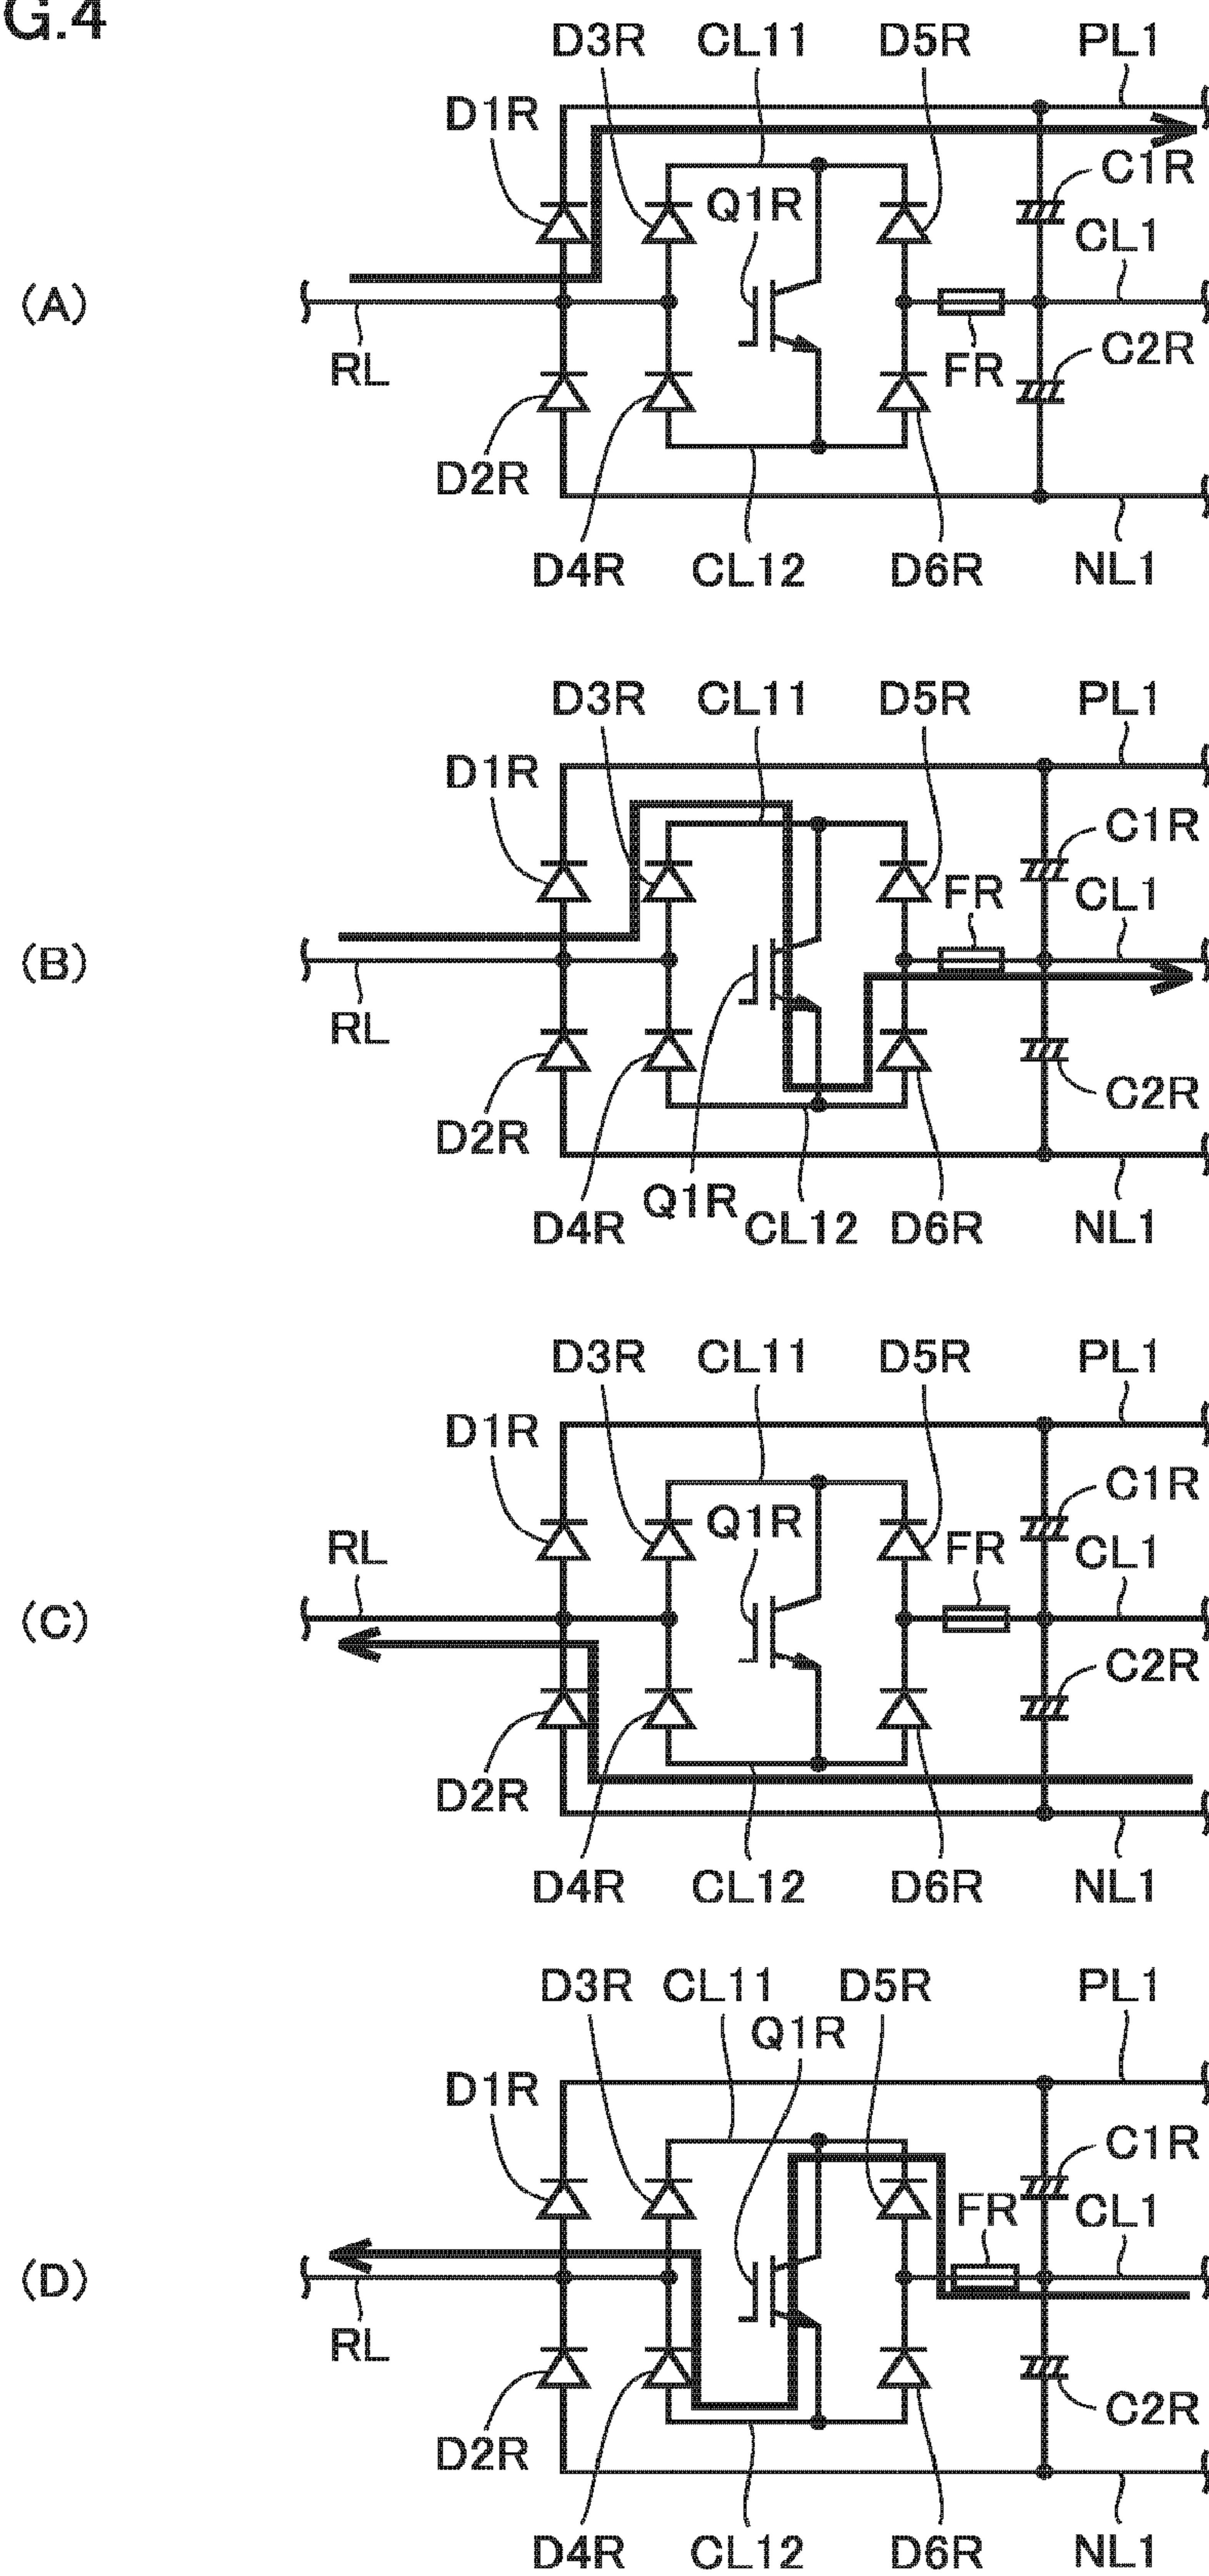 G.4
D3R CL11 D5R PL1
D1R
C1R
Q1R
CL1
(A)
RL
FR
C2R
D2R
D4R CL12 D6R NL1
D3R CL11 D5R PL1
D1R
C1R
FR CL1
(B)
RL
C2R
D2R
Q1R
D4R CL12 D6R NL1
D3R CL11 D5R PL1
D1R
C1R
Q1R
RL FR CL1
(C)
C2R
D2R
D4R CL12 D6R NL1
D3R CL11 D5R PL1
Q1R
D1R
C1R
FR CL1
(D)
RL
C2R
D2R
D4R CL12 D6R NL1